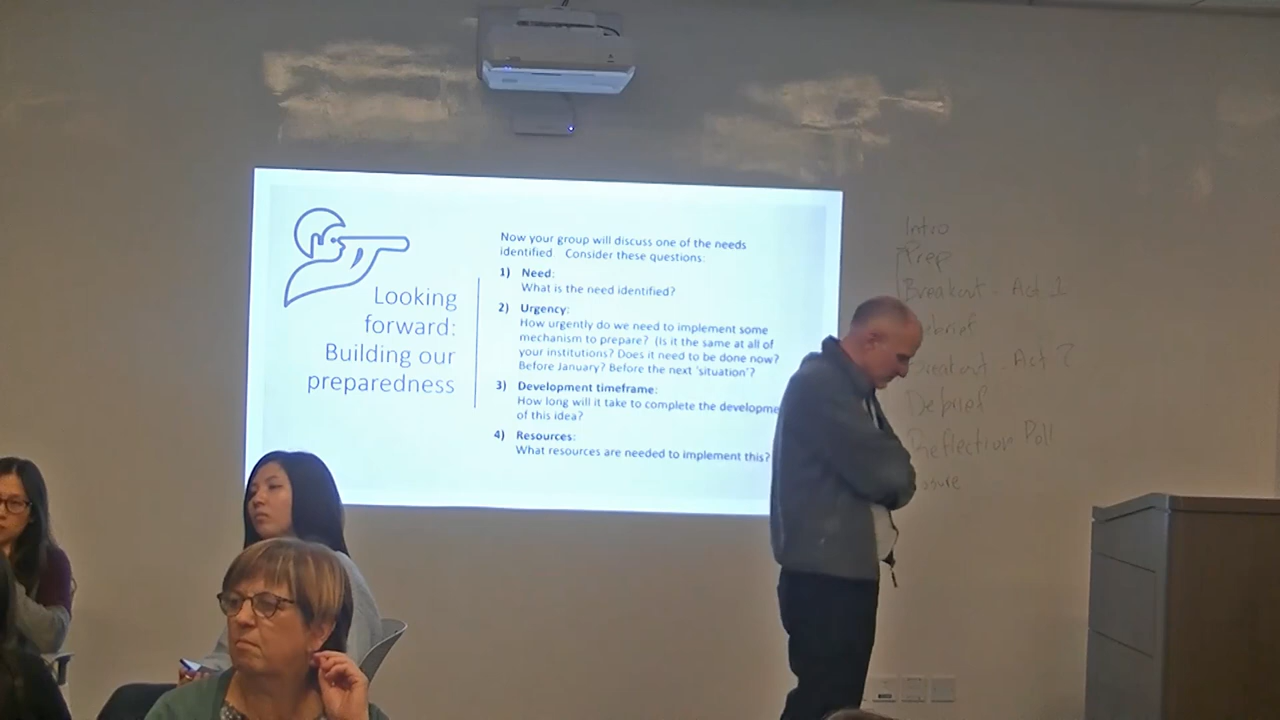 Looking
forward:
Building our
preparedness
Now your group will discuss one of the needs
identified. Consider these questions:
1) Need:
What is the need identified?
2) Urgency:
How urgently do we need to implement some
mechanism to prepare? (Is it the same at all of
your institutions? Does it need to be done now?
Before January? Before the next 'situation'?
3) Development timeframe:
How long will it take to complete the developme
of this idea?
4) Resources:
What resources are needed to implement this?
Intro
Prep
Breakout - Act 1
ebrief
reakout - Act 2
Debrief
Reflection Poll
osure